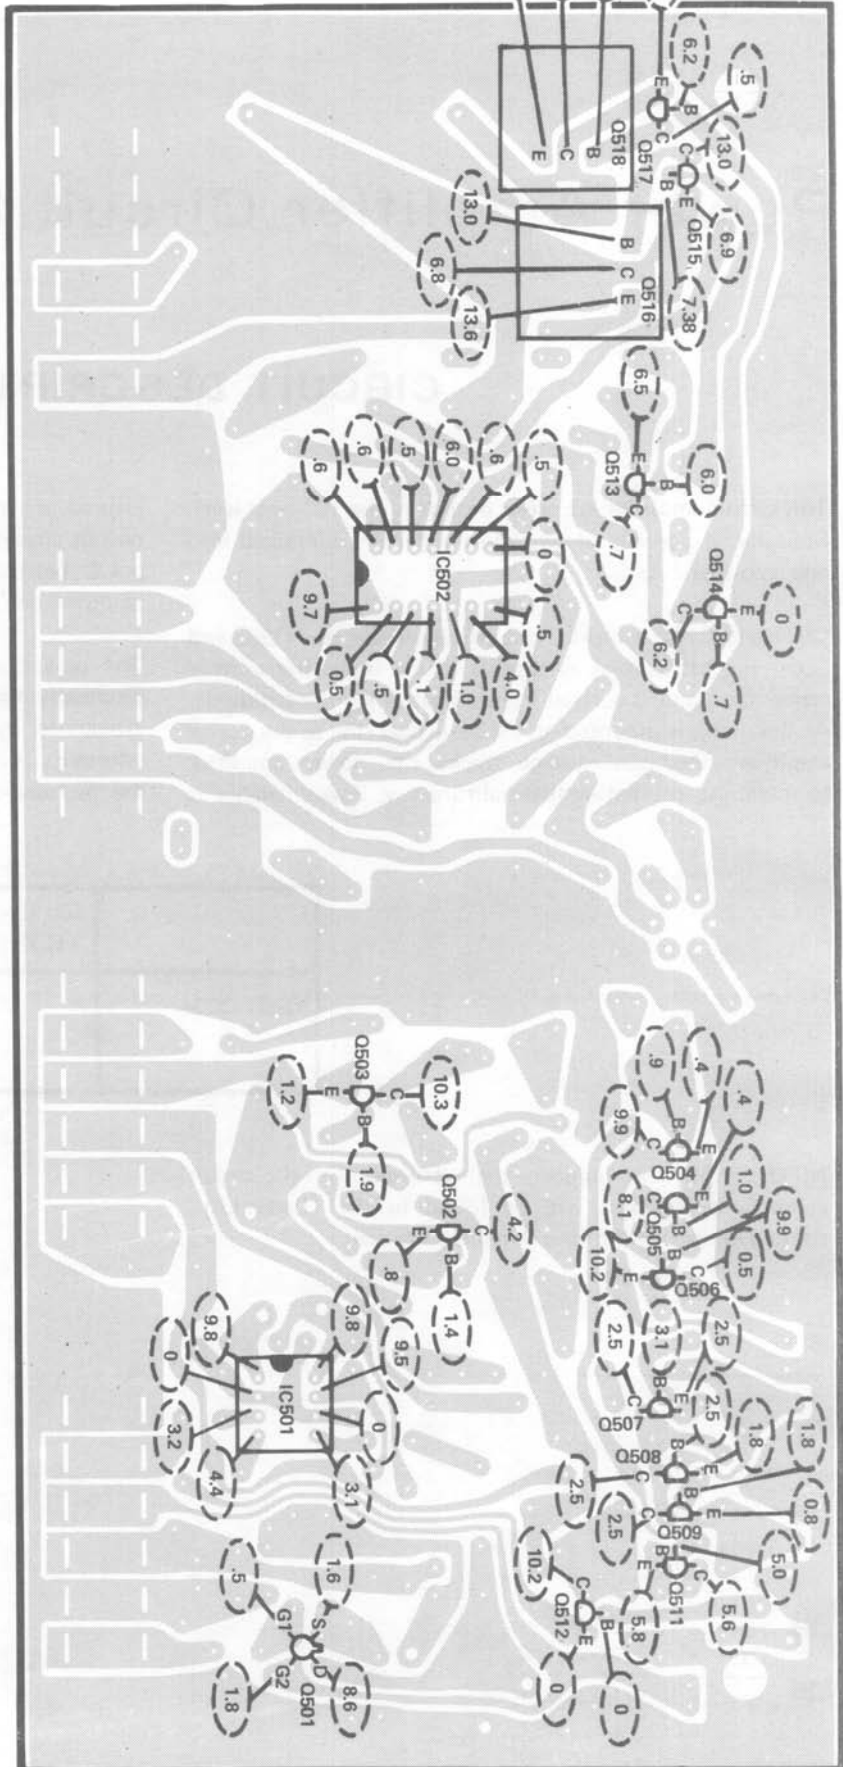 6.2
.5
E
B
C
Q517
C
13.0
B
E
Q515
6.9
7.38
E
C
B
Q518
13.0
6.8
13.6
B
C
E
Q516
6.5
E
Q513
B
6.0
C
.7
Q514
C
E
0
B
6.2
.7
.6
.6
.5
6.0
.6
.5
0
IC502
9.7
0.5
.5
.1
1.0
4.0
.5
Q503
1.2
E
C
10.3
B
1.9
Q502
E
C
4.2
B
.8
1.4
.9
.4
.4
B
E
9.9
C
Q504
C
E
8.1
B
1.0
Q505
B
9.9
10.2
E
C
0.5
Q506
2.5
3.1
2.5
B
E
C
Q507
2.5
B
1.8
1.8
Q508
E
2.5
C
B
C
E
0.8
2.5
Q509
B
5.0
E
C
Q511
5.6
5.8
10.2
C
B
Q512
E
0
0
9.8
9.8
0
9.5
IC501
3.2
0
4.4
3.1
.5
1.6
G1
S
G2
D
Q501
1.8
8.6